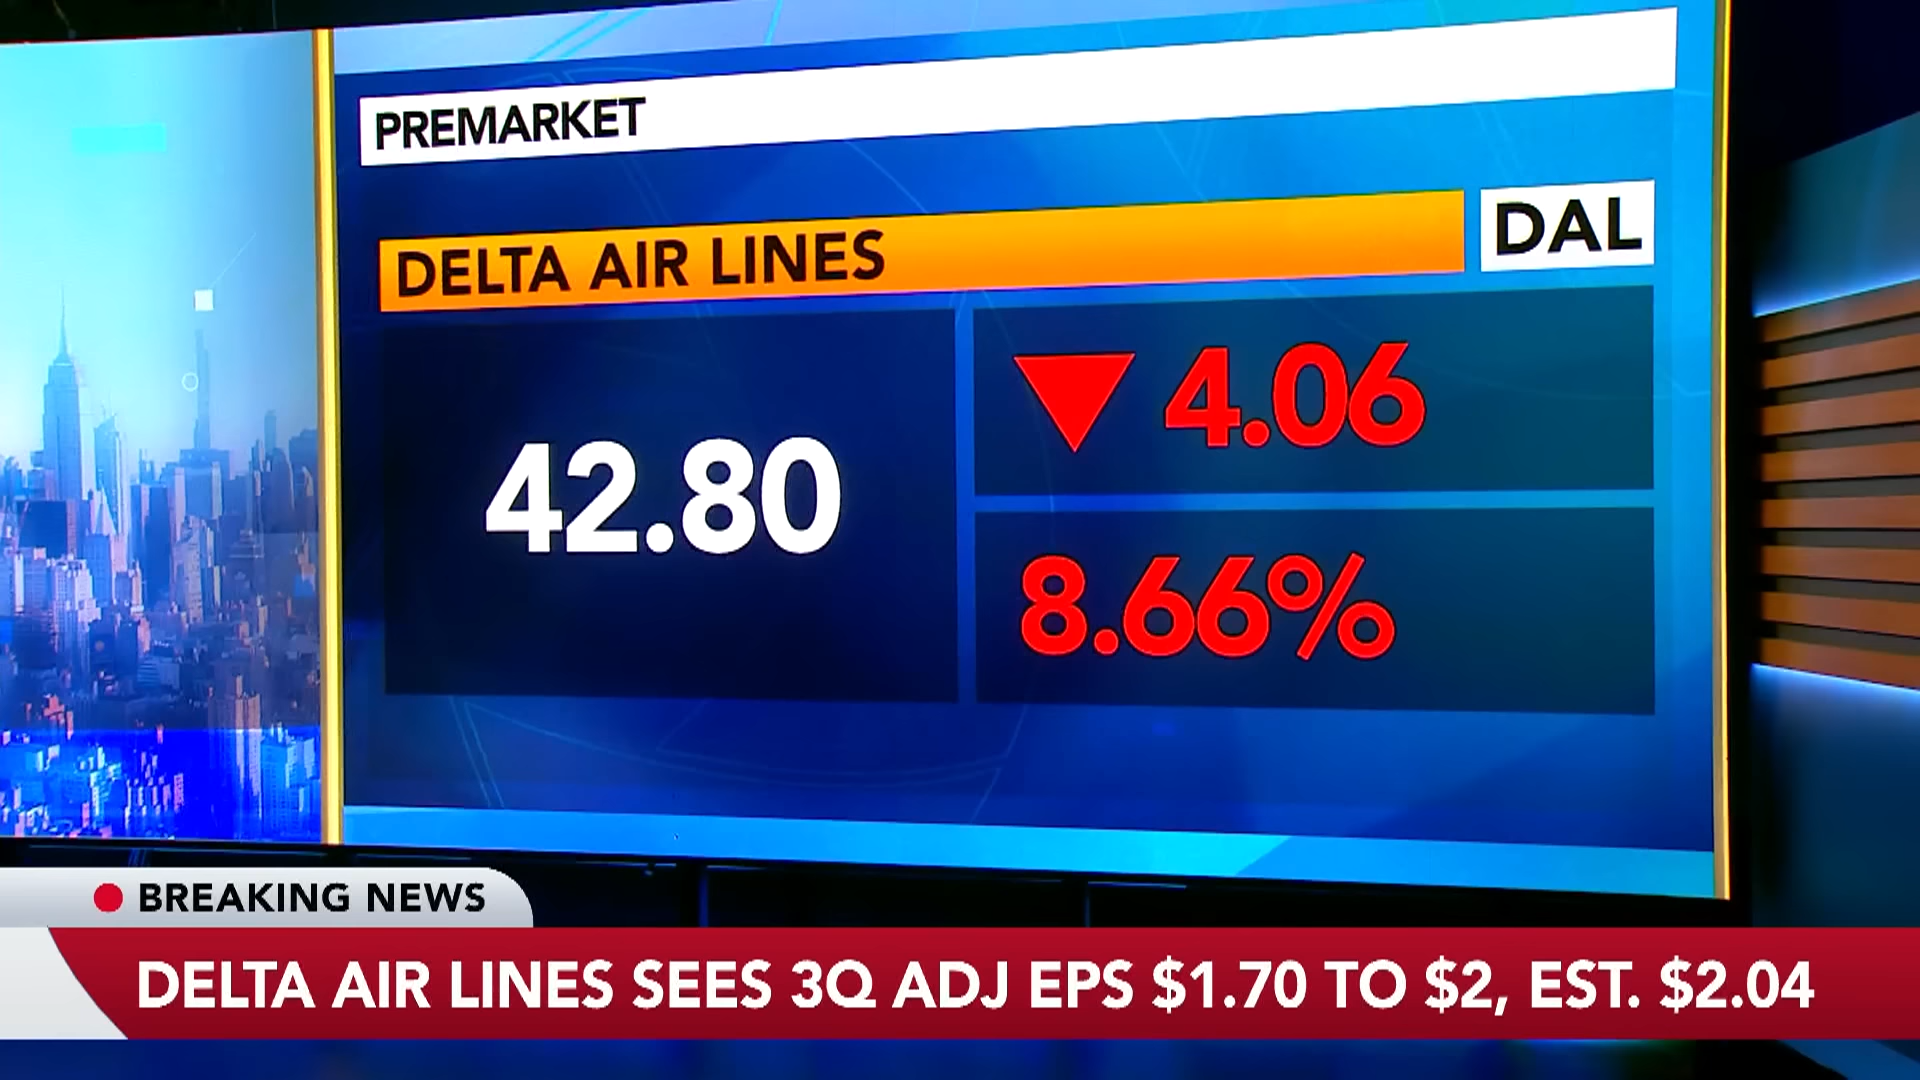 PREMARKET
DELTA AIR LINES
DAL
42.80
4.06
8.66%
BREAKING NEWS
DELTA AIR LINES SEES 3Q ADJ EPS $1.70 TO $2, EST. $2.04